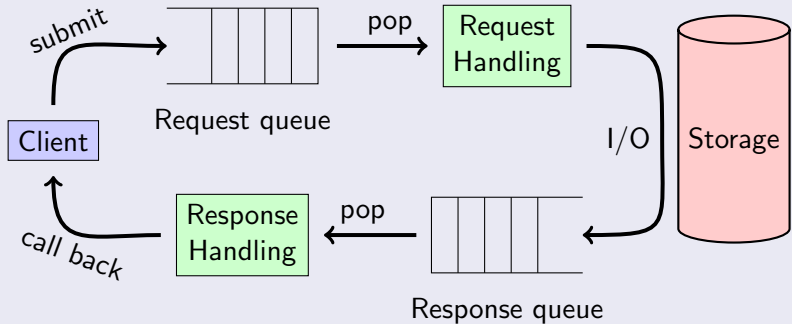 submit
pop
Request
Handling
Request queue
Client
I/O
Storage
Response
Handling
pop
call back
Response queue